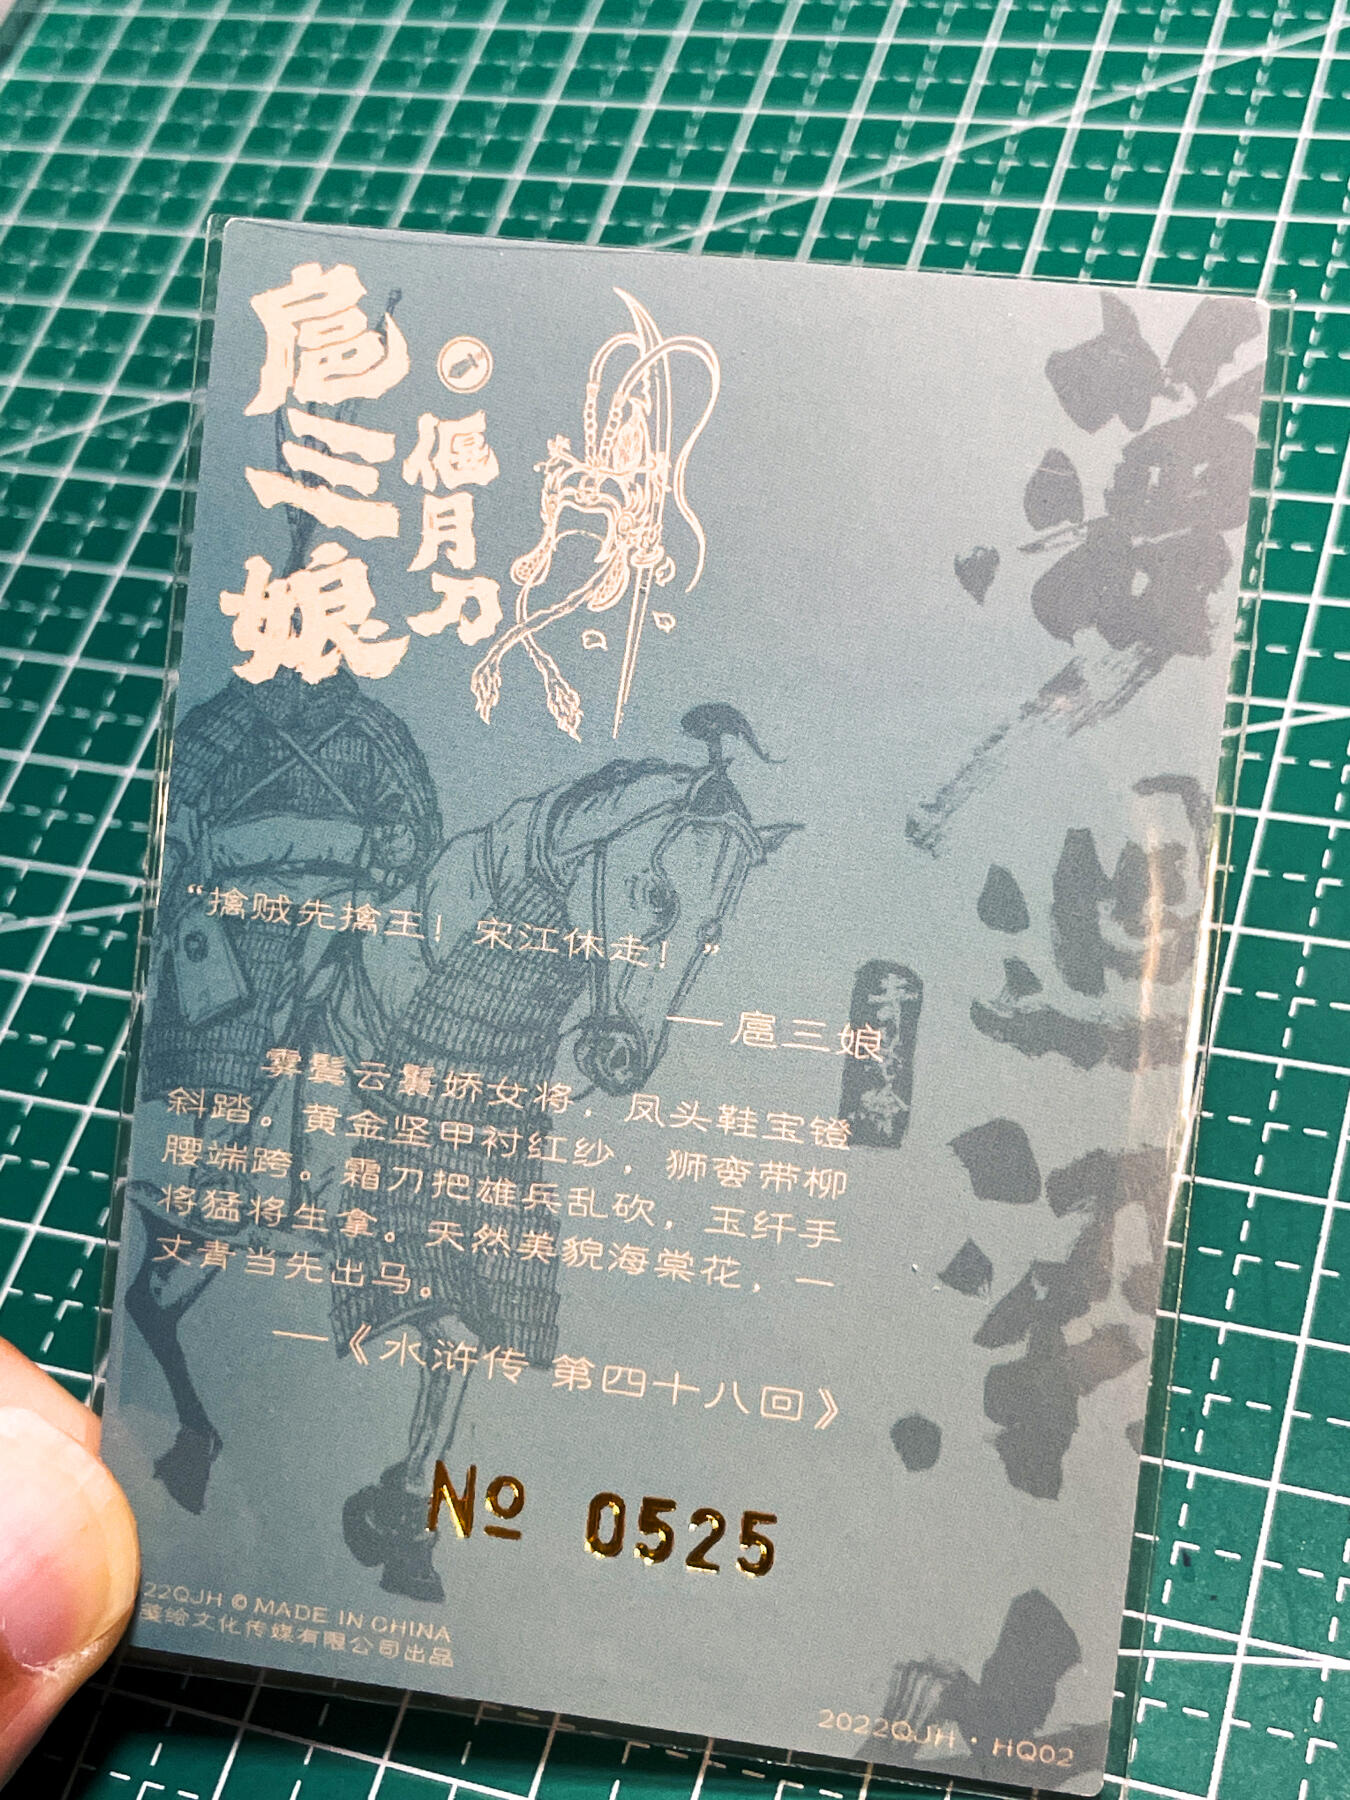 扈三娘
·
偃月刀
“擒贼先擒王！宋江休走！”
一扈三娘
霁鬓云鬟娇女将，凤头鞋宝镫
斜踏。黄金坚甲衬红纱，狮蛮带柳
腰端跨。霜刀把雄兵乱砍，玉纤手
将猛将生拿。天然美貌海棠花，一
丈青当先出马。
一《水浒传 第四十八回》
Nº 0525
22QJH © MADE IN CHINA
绘文化传媒有限公司出品
2022QJH · HQ02